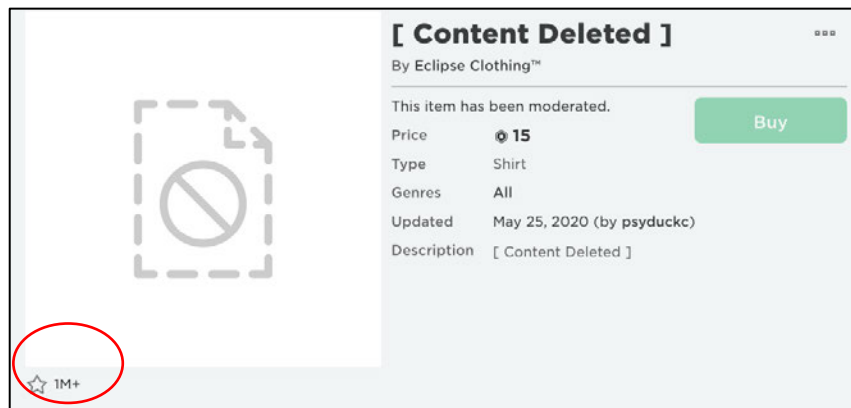 [ Content Deleted ]
By Eclipse Clothing™
This item has been moderated.
Buy
Price 15
Type Shirt
Genres All
Updated May 25, 2020 (by psyduckc)
Description [ Content Deleted ]
1M+